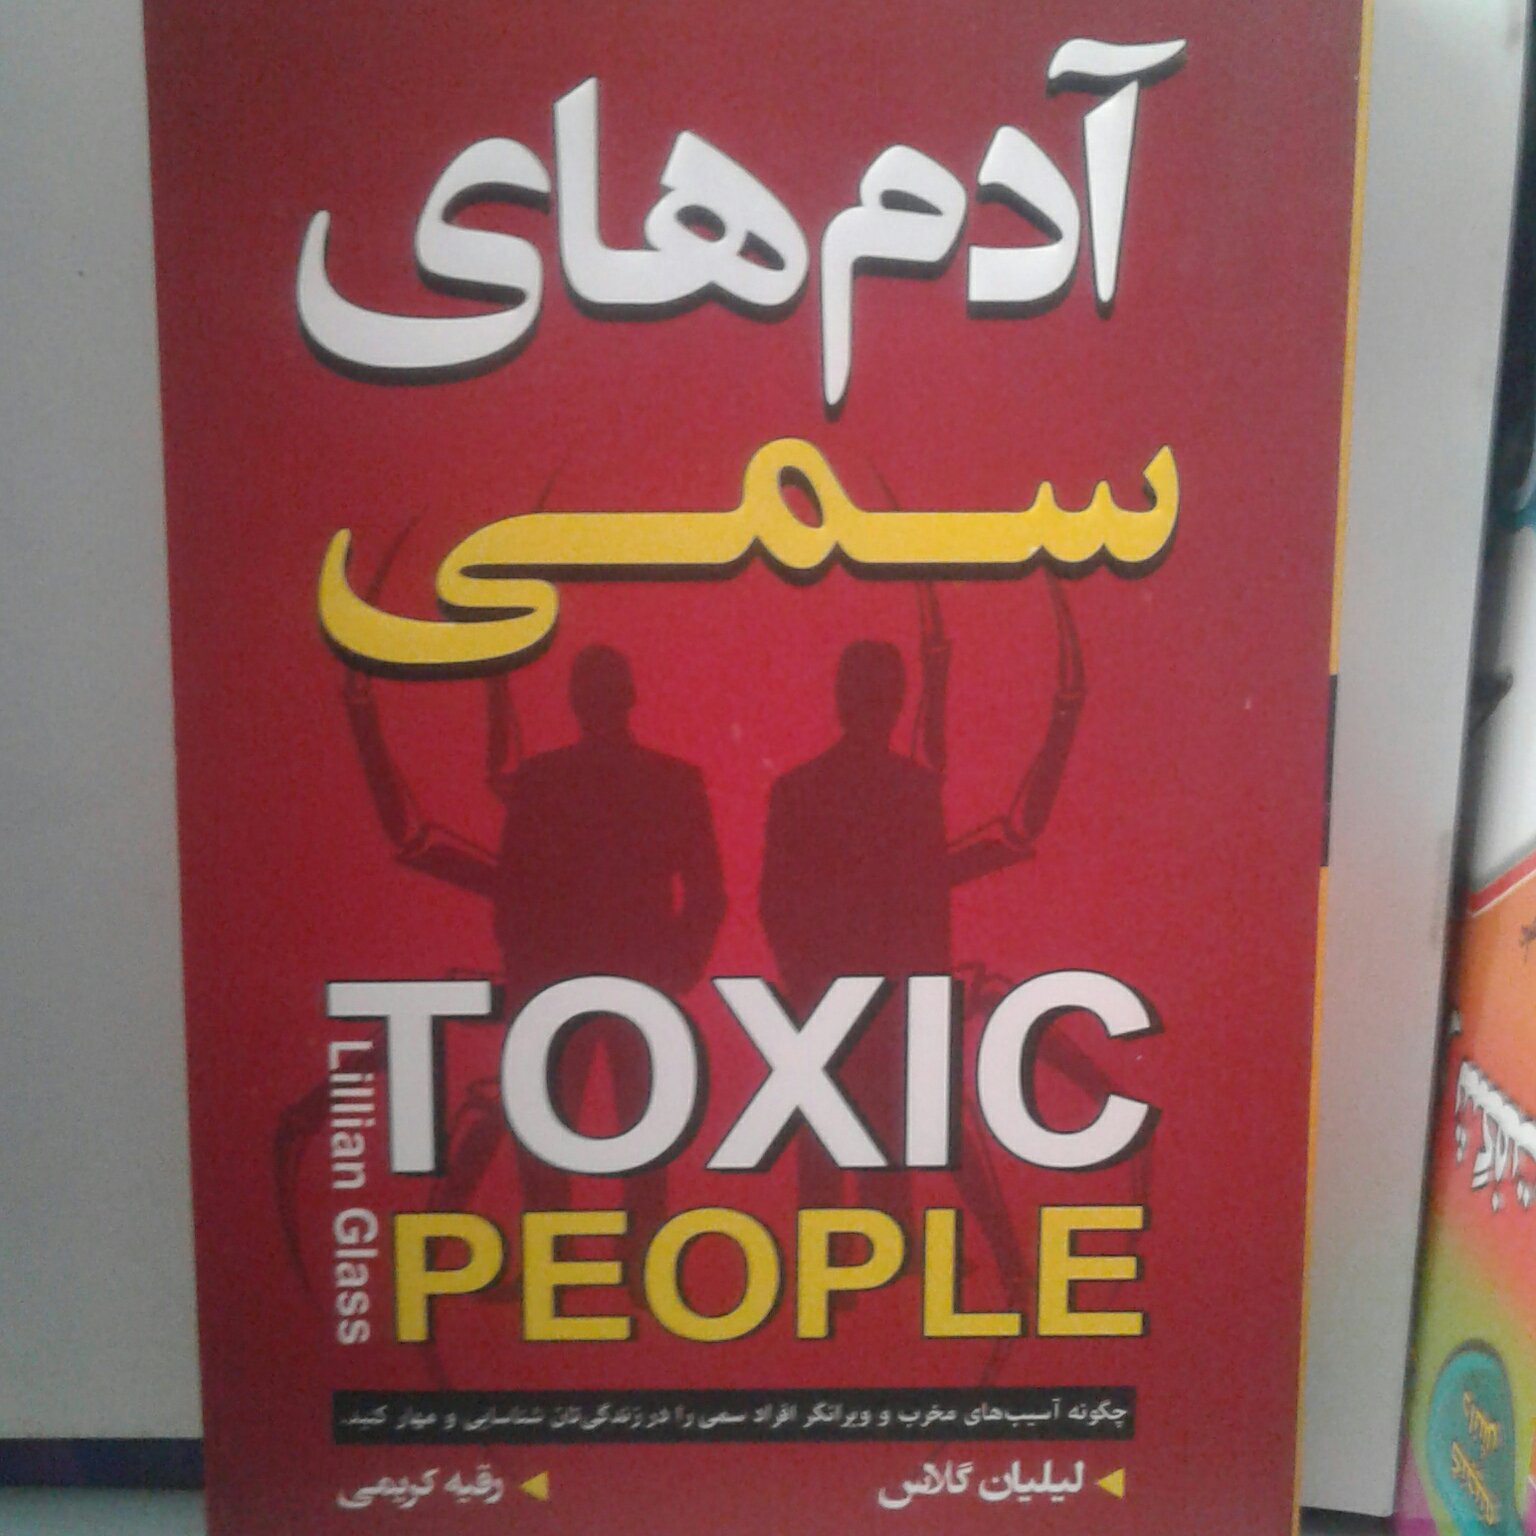 آدم‌های
سمی
TOXIC
PEOPLE
Lillian Glass
چگونه آسیب‌های مخرب و ویرانگر افراد سمی را در زندگی‌تان شناسایی و مهار کنید.
لیلیان گلاس
رقیه کریمی